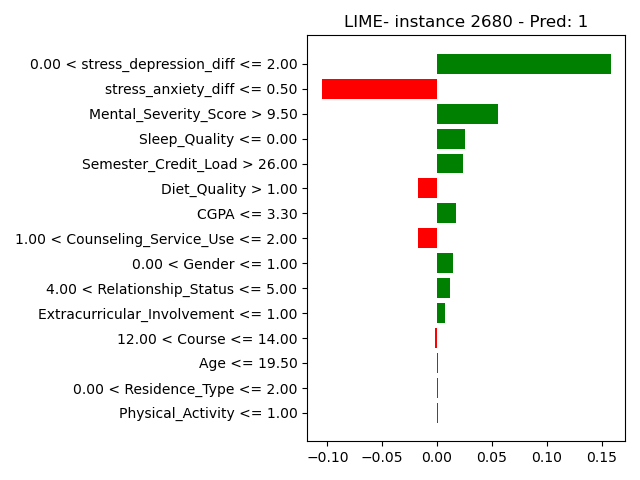 LIME- instance 2680 - Pred: 1
0.00 < stress_depression_diff <= 2.00
stress_anxiety_diff <= 0.50
Mental_Severity_Score > 9.50
Sleep_Quality <= 0.00
Semester_Credit_Load > 26.00
Diet_Quality > 1.00
CGPA <= 3.30
1.00 < Counseling_Service_Use <= 2.00
0.00 < Gender <= 1.00
4.00 < Relationship_Status <= 5.00
Extracurricular_Involvement <= 1.00
12.00 < Course <= 14.00
Age <= 19.50
0.00 < Residence_Type <= 2.00
Physical_Activity <= 1.00
−0.10 −0.05 0.00 0.05 0.10 0.15